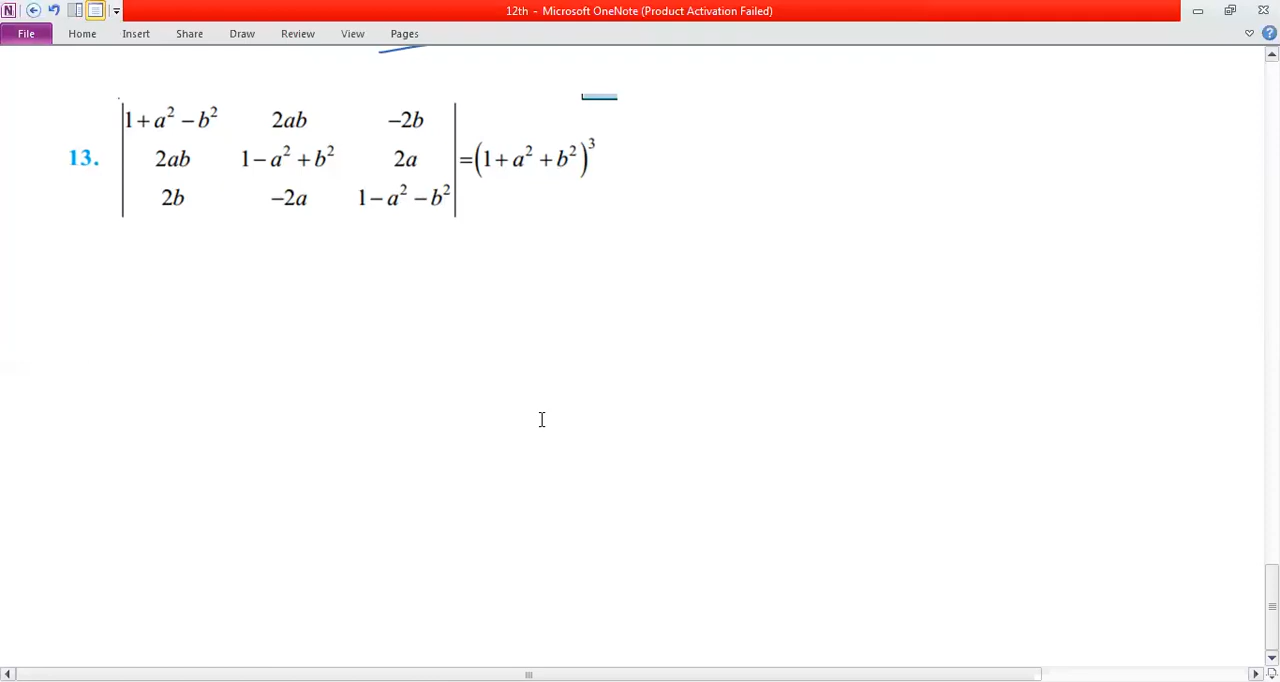 12th - Microsoft OneNote (Product Activation Failed)
File Home Insert Share Draw Review View Pages
13. |1+a²−b² 2ab −2b|
|2ab 1−a²+b² 2a| =(1+a²+b²)³
|2b −2a 1−a²−b²|